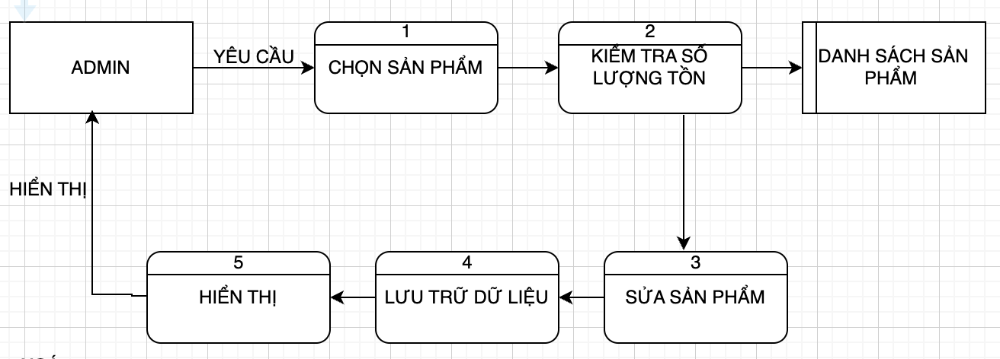 1
2
ADMIN
YÊU CẦU
CHỌN SẢN PHẨM
KIỂM TRA SỐ
LƯỢNG TỒN
DANH SÁCH SẢN
PHẨM
HIỂN THỊ
5
4
3
HIỂN THỊ
LƯU TRỮ DỮ LIỆU
SỬA SẢN PHẨM